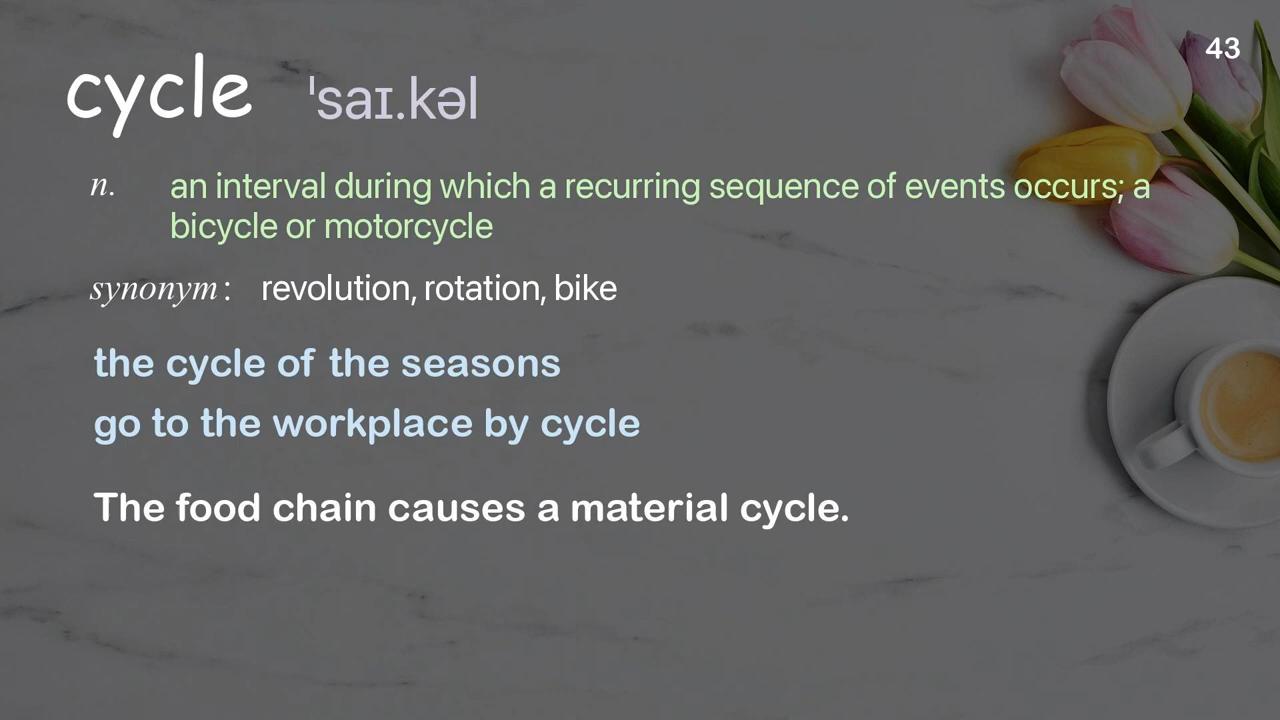 43
cycle ˈsaɪ.kəl
n. an interval during which a recurring sequence of events occurs; a
bicycle or motorcycle
synonym : revolution, rotation, bike
the cycle of the seasons
go to the workplace by cycle
The food chain causes a material cycle.